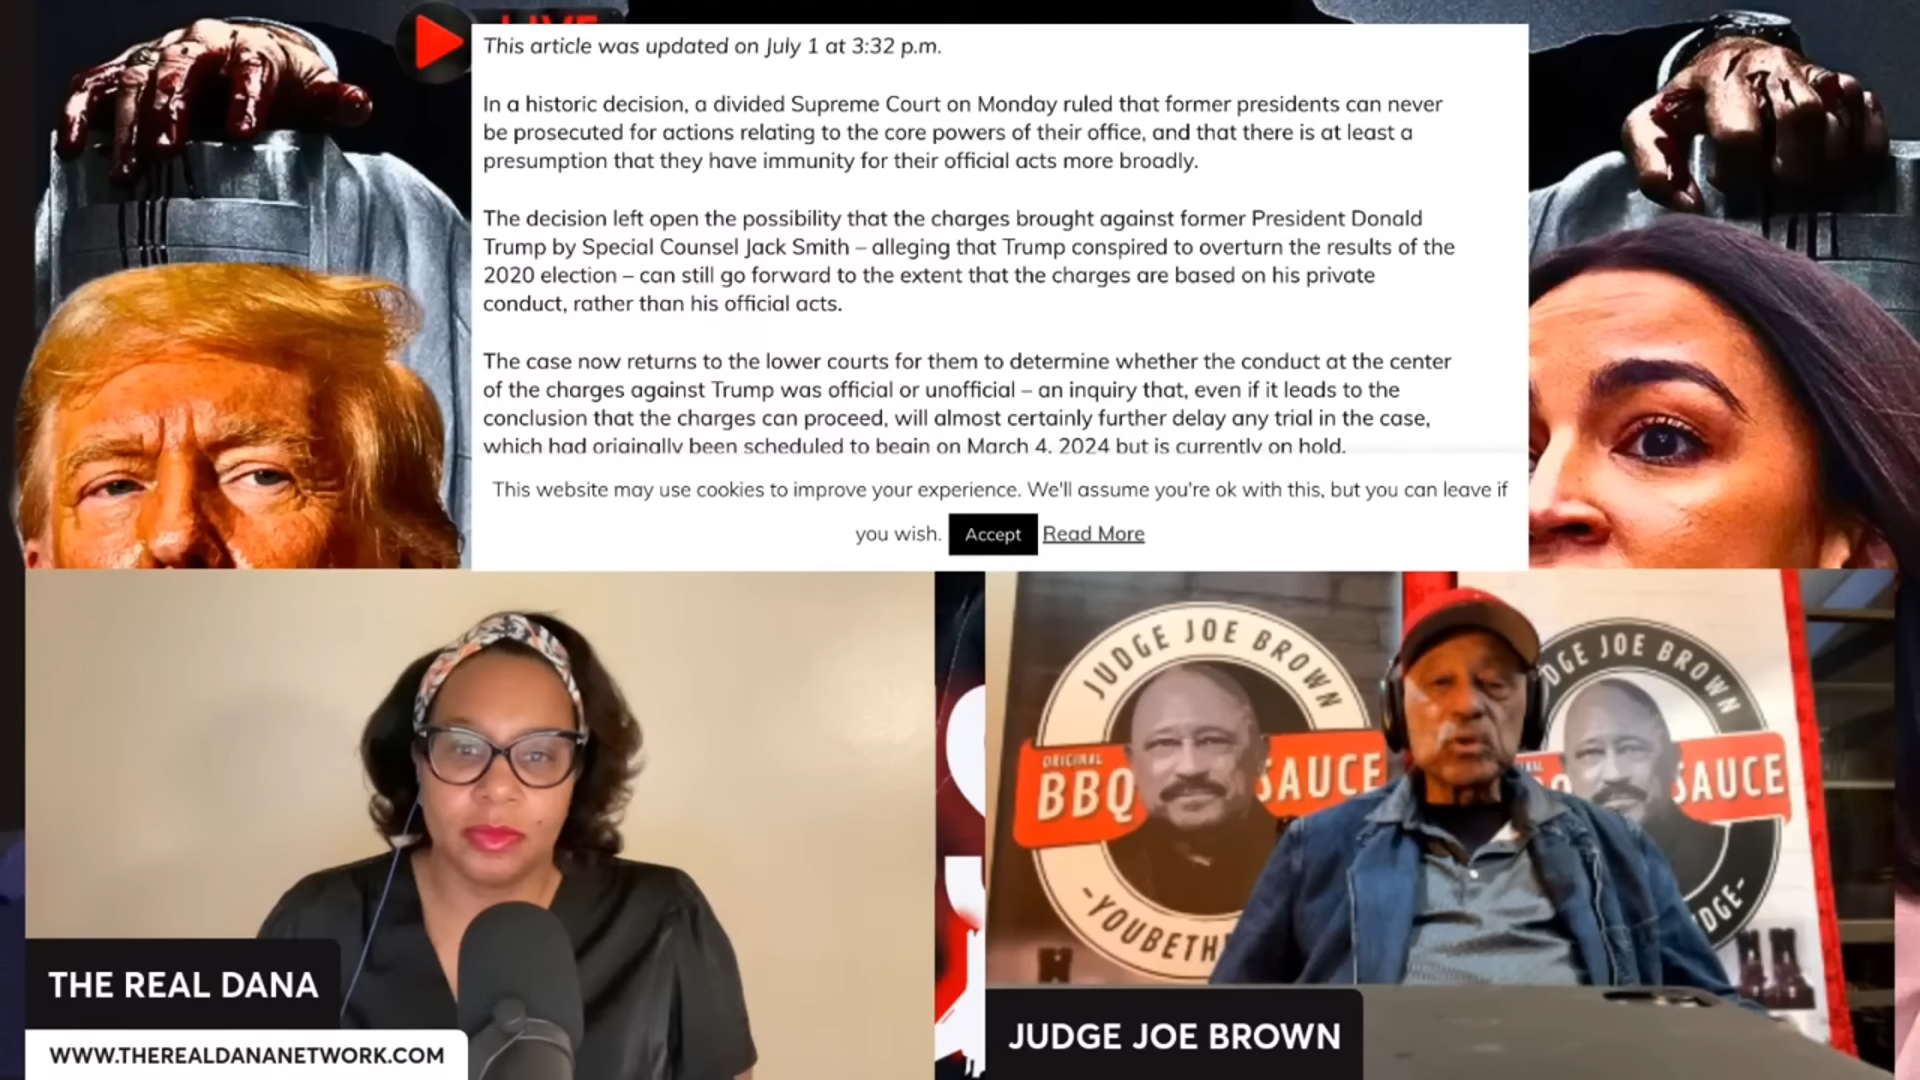 LIVE
This article was updated on July 1 at 3:32 p.m.
In a historic decision, a divided Supreme Court on Monday ruled that former presidents can never
be prosecuted for actions relating to the core powers of their office, and that there is at least a
presumption that they have immunity for their official acts more broadly.
The decision left open the possibility that the charges brought against former President Donald
Trump by Special Counsel Jack Smith – alleging that Trump conspired to overturn the results of the
2020 election – can still go forward to the extent that the charges are based on his private
conduct, rather than his official acts.
The case now returns to the lower courts for them to determine whether the conduct at the center
of the charges against Trump was official or unofficial – an inquiry that, even if it leads to the
conclusion that the charges can proceed, will almost certainly further delay any trial in the case,
which had originally been scheduled to begin on March 4, 2024 but is currently on hold.
This website may use cookies to improve your experience. We'll assume you're ok with this, but you can leave if
you wish. Accept Read More
JUDGE JOE BROWN
ORIGINAL
BBQ SAUCE
-YOUBETH
DGE JOE BROWN
SAUCE
DGE-
THE REAL DANA
WWW.THEREALDANANETWORK.COM
JUDGE JOE BROWN